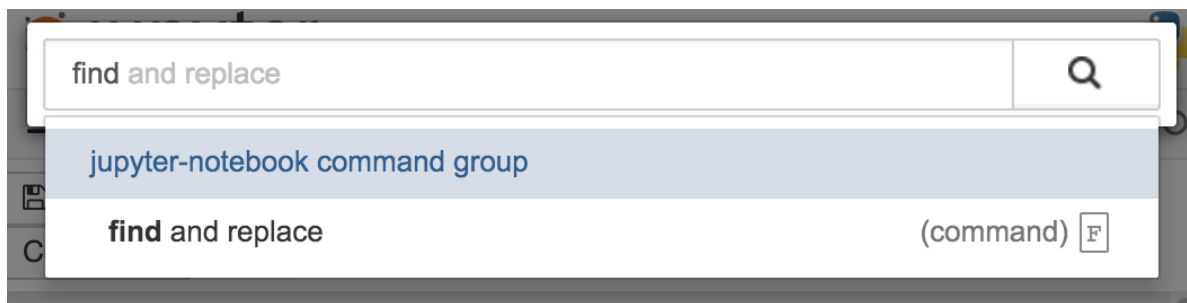 find and replace
jupyter-notebook command group
find and replace (command) F
C